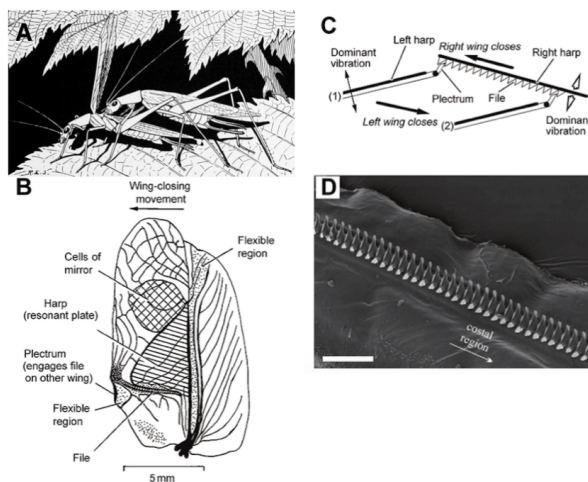 A
B
Wing-closing
movement
Flexible
region
Cells of
mirror
Harp
(resonant plate)
Plectrum
(engages file
on other wing)
Flexible
region
File
5 mm
C
Dominant
vibration
Left harp
Right wing closes
Right harp
(1)
Plectrum
File
Left wing closes
(2)
Dominant
vibration
D
costal
region